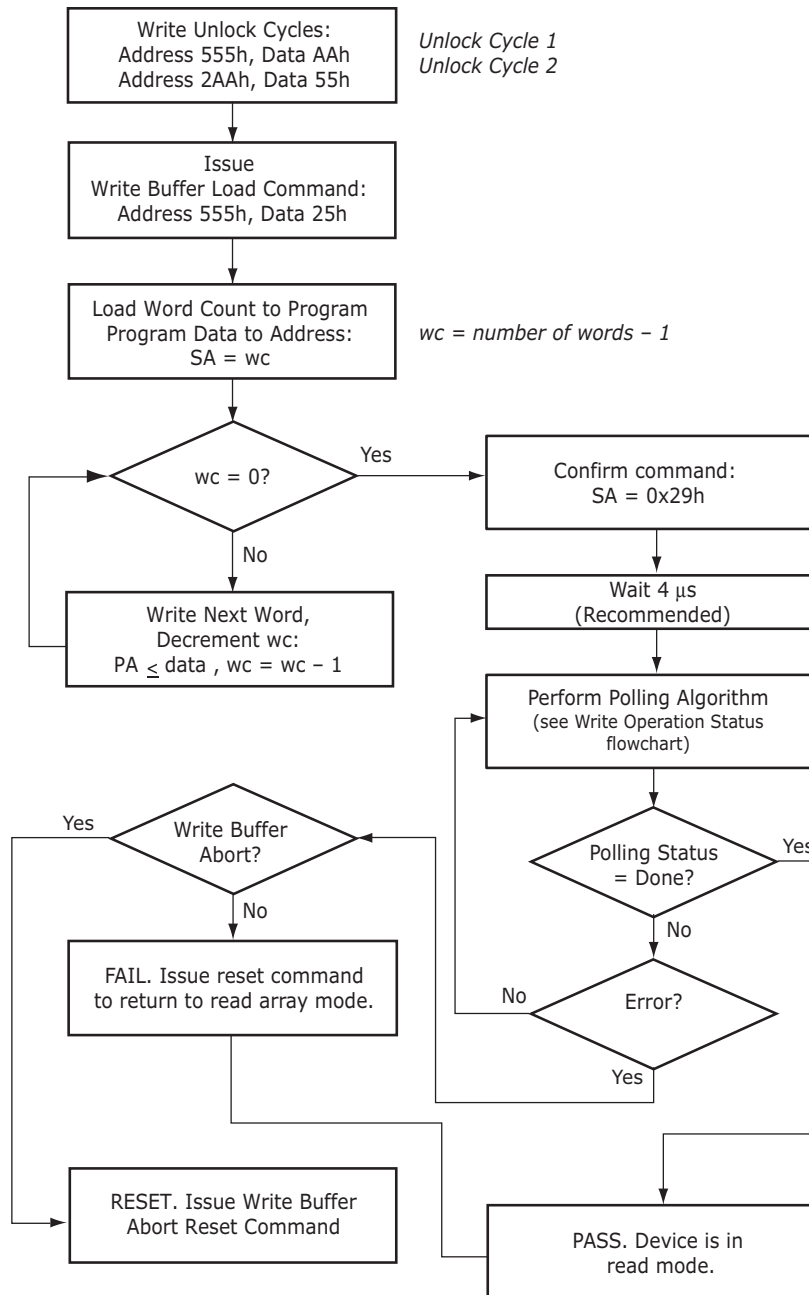 Write Unlock Cycles:
Address 555h, Data AAh
Address 2AAh, Data 55h
Unlock Cycle 1
Unlock Cycle 2
Issue
Write Buffer Load Command:
Address 555h, Data 25h
Load Word Count to Program
Program Data to Address:
SA = wc
wc = number of words – 1
wc = 0?
Yes
No
Confirm command:
SA = 0x29h
Write Next Word,
Decrement wc:
PA ≤ data , wc = wc – 1
Wait 4 μs
(Recommended)
Perform Polling Algorithm
(see Write Operation Status
flowchart)
Yes
Write Buffer
Abort?
No
Polling Status
= Done?
Yes
No
FAIL. Issue reset command
to return to read array mode.
No
Error?
Yes
RESET. Issue Write Buffer
Abort Reset Command
PASS. Device is in
read mode.